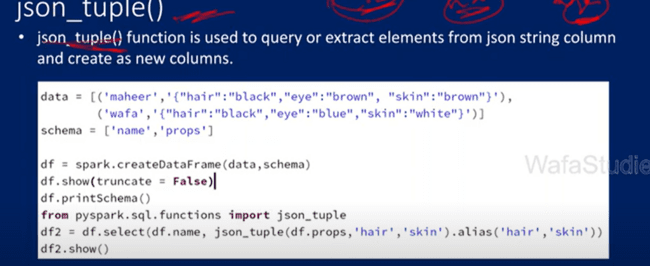 json_tuple()
• json_tuple() function is used to query or extract elements from json string column
and create as new columns.
data = [('maheer','{"hair":"black","eye":"brown", "skin":"brown"}'),
('wafa','{"hair":"black","eye":"blue","skin":"white"}')]
schema = ['name','props']
df = spark.createDataFrame(data,schema)
df.show(truncate = False)
df.printSchema()
from pyspark.sql.functions import json_tuple
df2 = df.select(df.name, json_tuple(df.props,'hair','skin').alias('hair','skin'))
df2.show()
WafaStudie